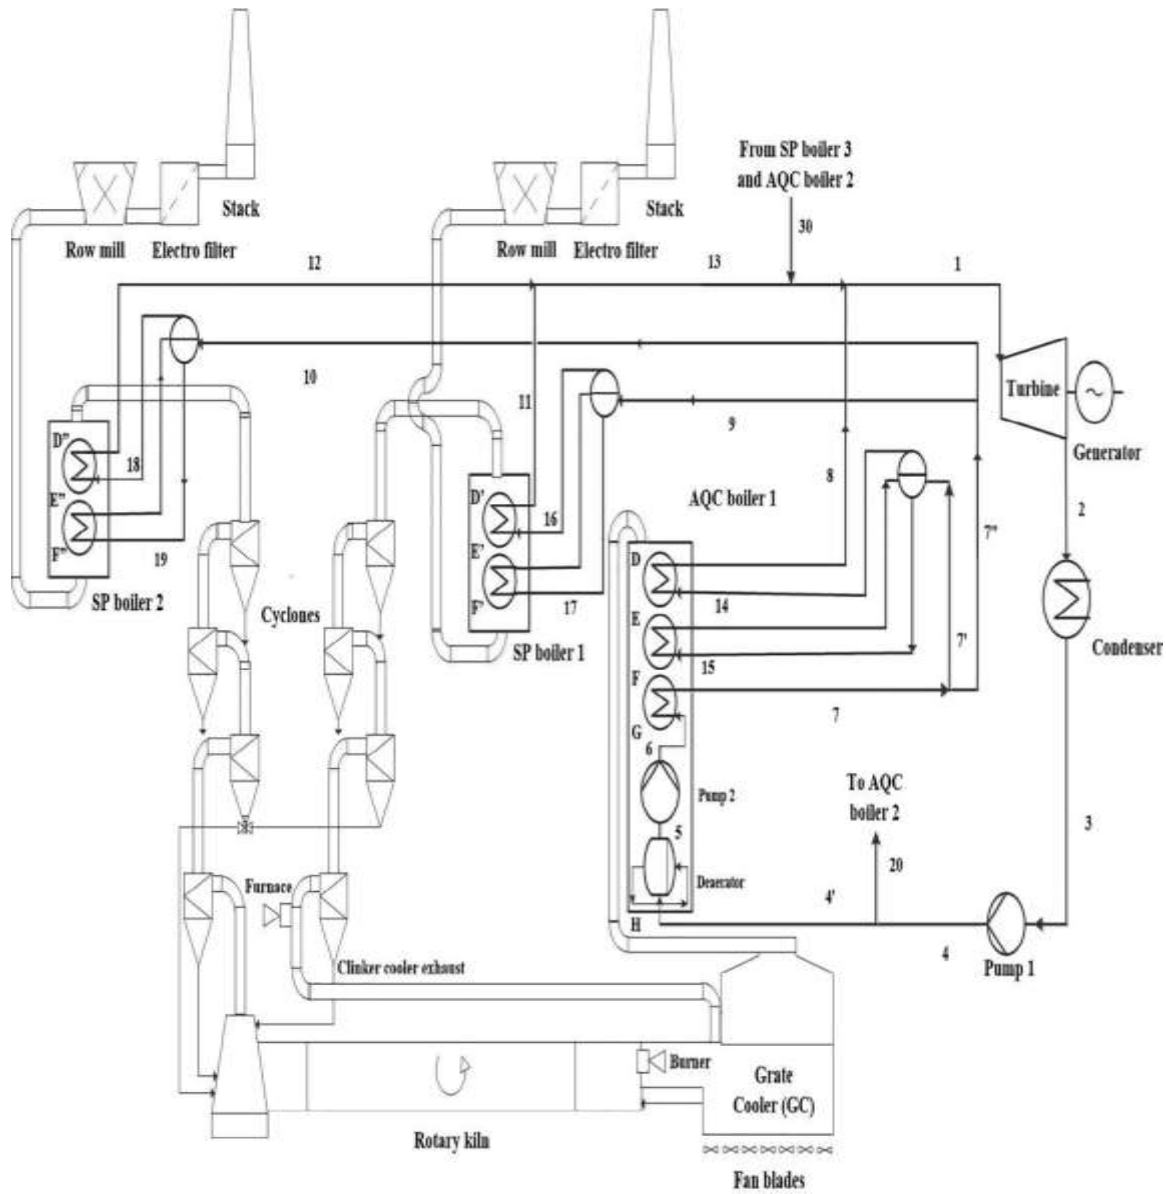 From SP boiler 3
and AQC boiler 2
Stack
Stack
Row mill
Electro filter
Row mill
Electro filter
30
12
13
1
10
11
9
Turbine
~
Generator
D''
18
E''
F''
19
SP boiler 2
D'
16
E'
F'
17
SP boiler 1
AQC boiler 1
8
2
7''
D
14
E
15
7'
F
7
G
6
Condenser
Cyclones
Pump 2
To AQC
boiler 2
5
3
Deaerator
20
4'
H
4
Pump 1
Furnace
Clinker cooler exhaust
Burner
Grate
Cooler (GC)
Rotary kiln
Fan blades